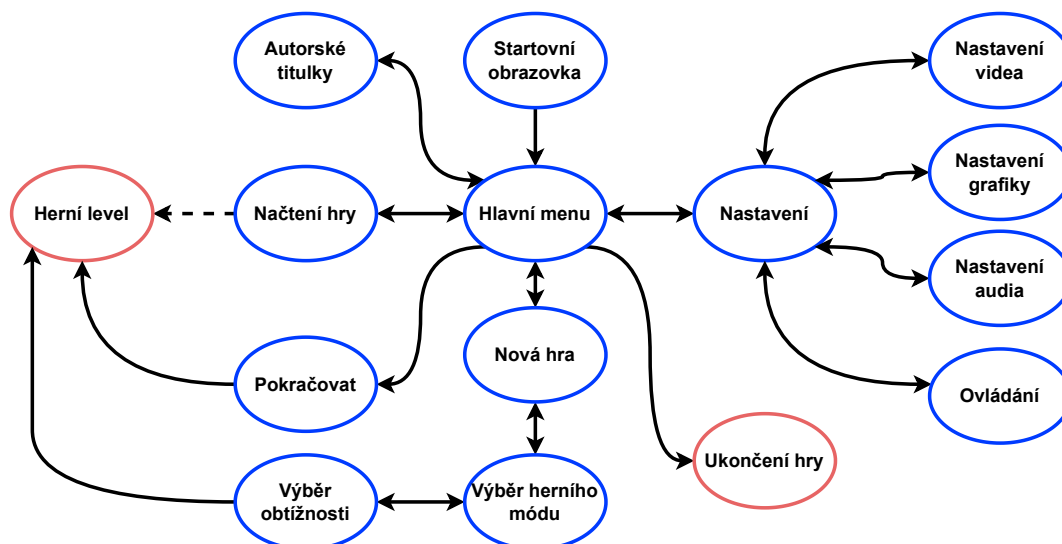 Autorské
titulky
Startovní
obrazovka
Nastavení
videa
Nastavení
grafiky
Herní level
Načtení hry
Hlavní menu
Nastavení
Nastavení
audia
Nová hra
Pokračovat
Ovládání
Ukončení hry
Výběr
obtížnosti
Výběr herního
módu